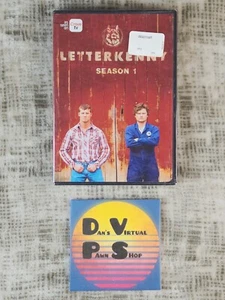 LETTERKENNY
SEASON 1
DAN'S VIRTUAL
PAWN SHOP